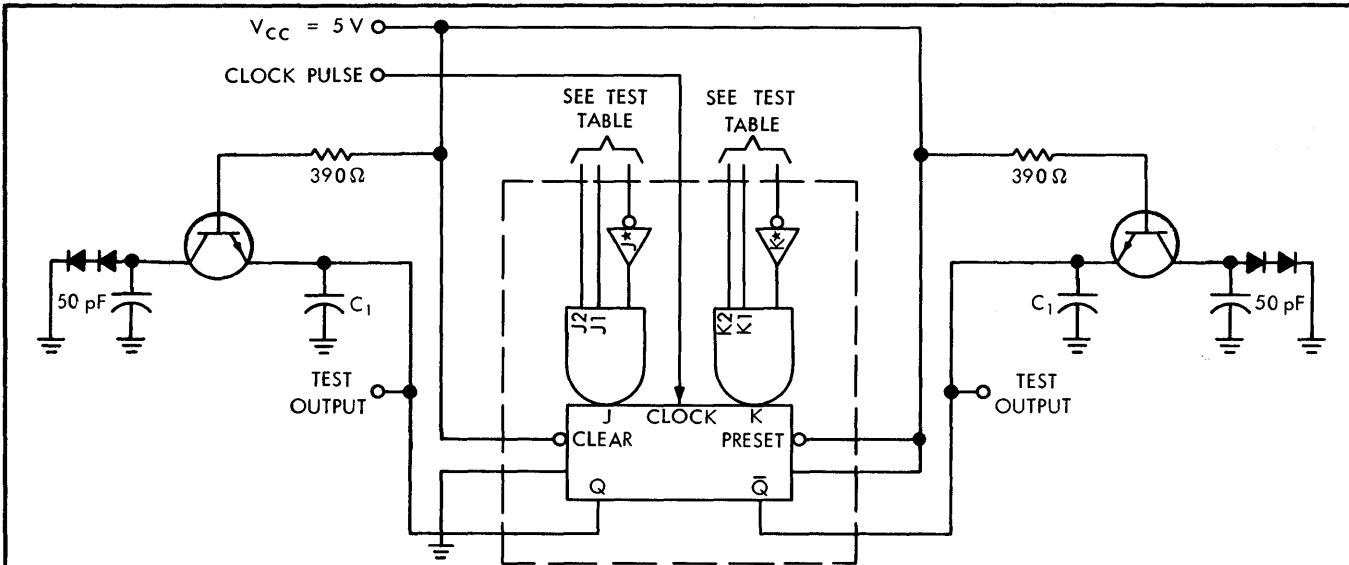 V_CC = 5 V
CLOCK PULSE
SEE TEST
TABLE
SEE TEST
TABLE
390 Ω
390 Ω
J*
K*
50 pF
C₁
J2
J1
K2
K1
C₁
50 pF
TEST
OUTPUT
TEST
OUTPUT
J CLOCK K
CLEAR PRESET
Q Q̅